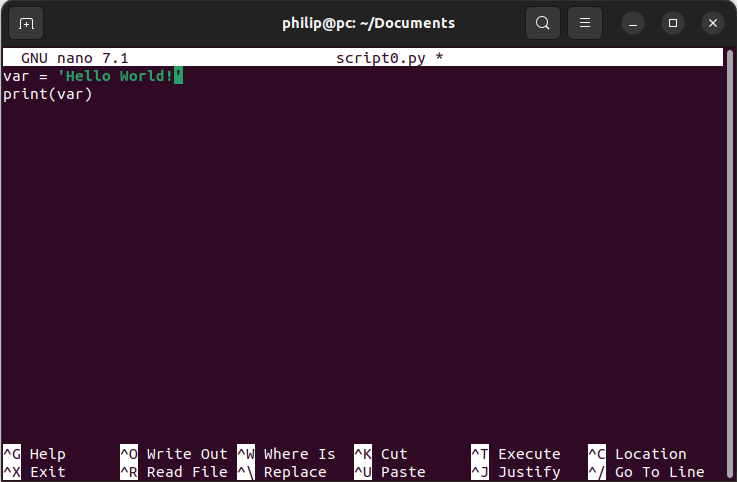 philip@pc: ~/Documents
GNU nano 7.1 script0.py *
var = 'Hello World!'
print(var)
^G Help ^O Write Out ^W Where Is ^K Cut ^T Execute ^C Location
^X Exit ^R Read File ^\ Replace ^U Paste ^J Justify ^/ Go To Line